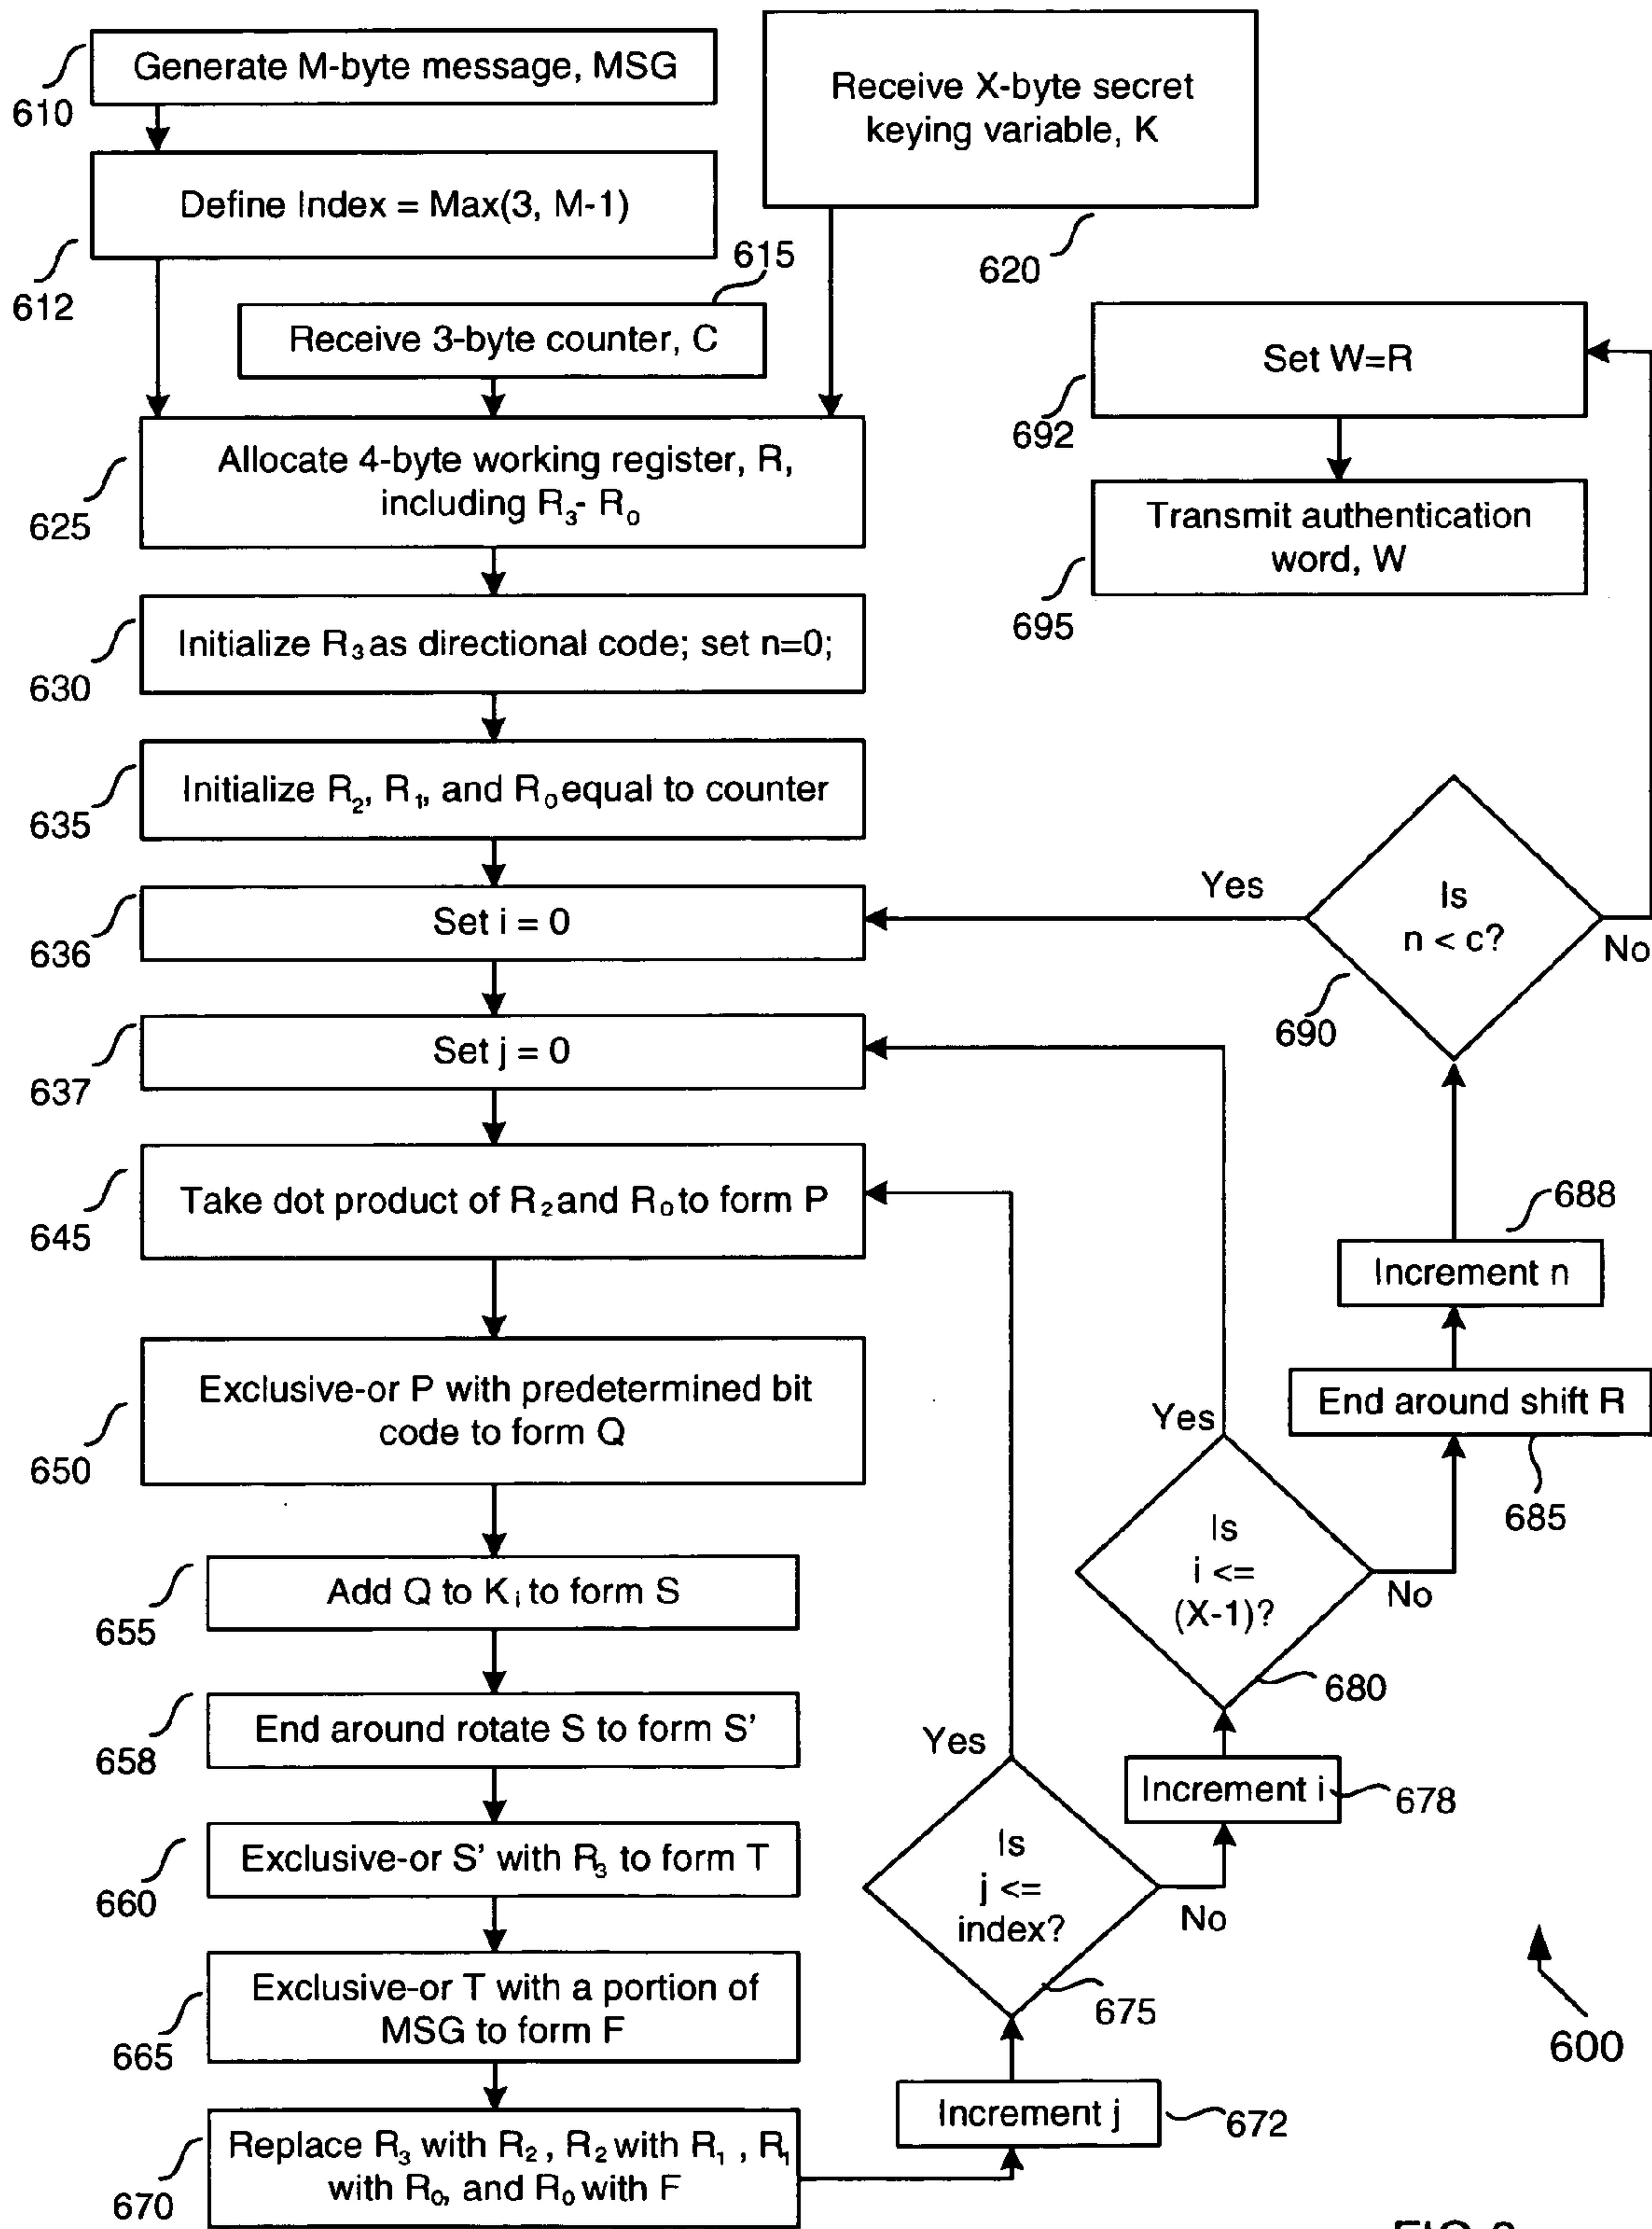 Generate M-byte message, MSG
610
Define Index = Max(3, M-1)
612
Receive X-byte secret
keying variable, K
620
615
Receive 3-byte counter, C
Allocate 4-byte working register, R,
including R₃- R₀
625
Initialize R₃ as directional code; set n=0;
630
Initialize R₂, R₁, and R₀ equal to counter
635
Set i = 0
636
Set j = 0
637
Take dot product of R₂ and R₀ to form P
645
Exclusive-or P with predetermined bit
code to form Q
650
Add Q to Kᵢ to form S
655
End around rotate S to form S'
658
Exclusive-or S' with R₃ to form T
660
Exclusive-or T with a portion of
MSG to form F
665
Replace R₃ with R₂, R₂ with R₁, R₁
with R₀, and R₀ with F
670
Increment j
672
Is
j <=
index?
675
Yes
No
Increment i
678
Is
i <=
(X-1)?
680
Yes
No
End around shift R
685
Increment n
688
Is
n < c?
690
Yes
No
Set W=R
692
Transmit authentication
word, W
695
600